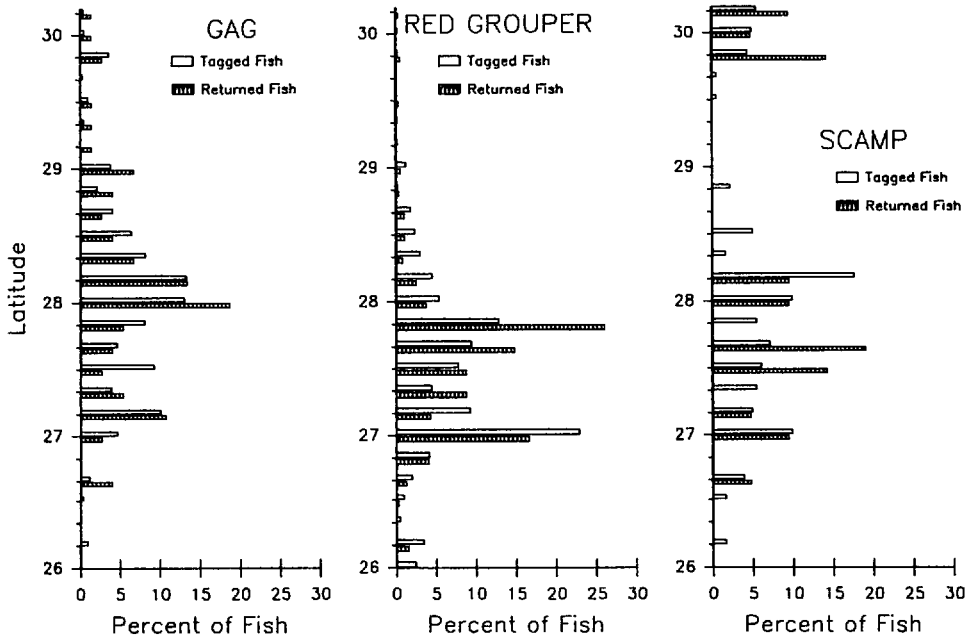 GAG
Tagged Fish
Returned Fish
Latitude
30
29
28
27
26
0 5 10 15 20 25 30
Percent of Fish
RED GROUPER
Tagged Fish
Returned Fish
30
29
28
27
26
0 5 10 15 20 25 30
Percent of Fish
SCAMP
Tagged Fish
Returned Fish
30
29
28
27
26
0 5 10 15 20 25 30
Percent of Fish